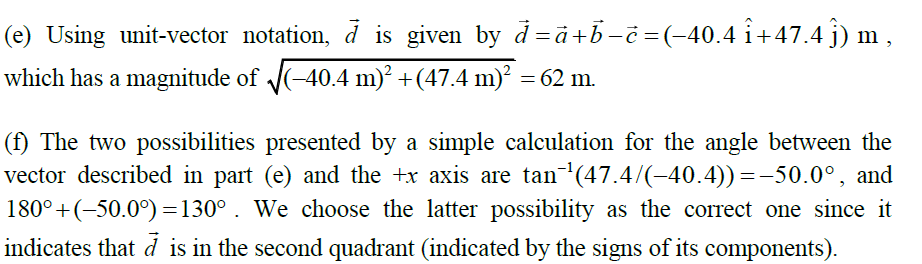 (e) Using unit-vector notation, d⃗ is given by d⃗ = a⃗ + b⃗ − c⃗ = (−40.4 î + 47.4 ĵ) m ,
which has a magnitude of √((−40.4 m)² + (47.4 m)²) = 62 m.
(f) The two possibilities presented by a simple calculation for the angle between the
vector described in part (e) and the +x axis are tan⁻¹(47.4/(−40.4)) = −50.0° , and
180° + (−50.0°) = 130° . We choose the latter possibility as the correct one since it
indicates that d⃗ is in the second quadrant (indicated by the signs of its components).